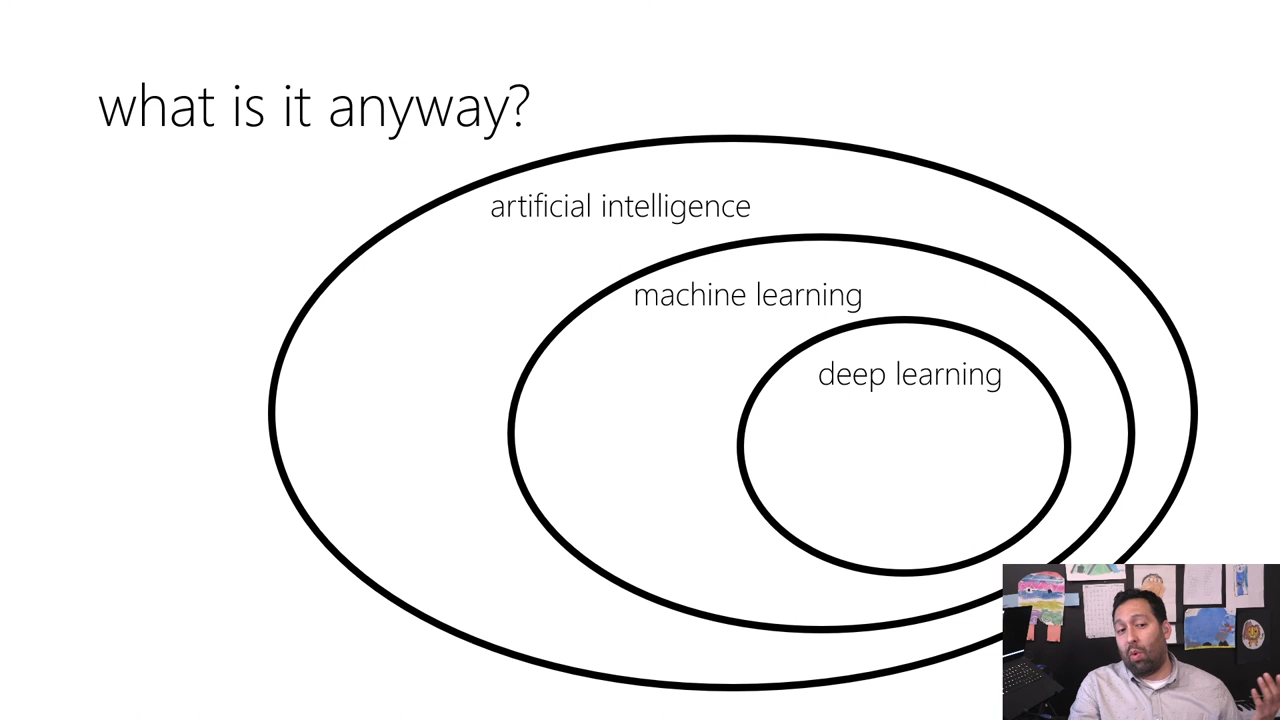 what is it anyway?
artificial intelligence
machine learning
deep learning